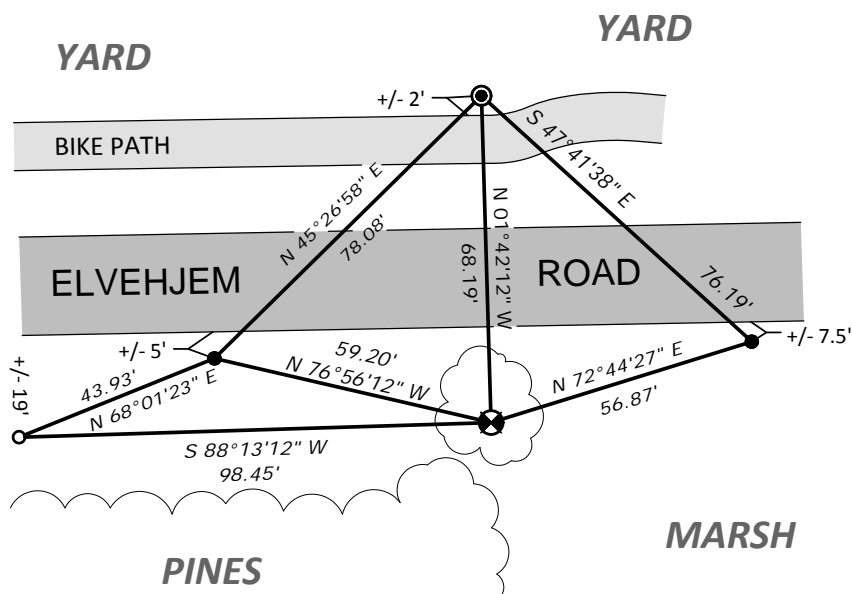 YARD
YARD
+/- 2'
BIKE PATH
S 47°41'38" E
N 45°26'58" E
78.08'
N 01°42'12" W
68.19'
ELVEHJEM
ROAD
76.19'
+/- 7.5'
+/- 5'
59.20'
N 76°56'12" W
N 72°44'27" E
56.87'
+/- 19'
43.93'
N 68°01'23" E
S 88°13'12" W
98.45'
MARSH
PINES